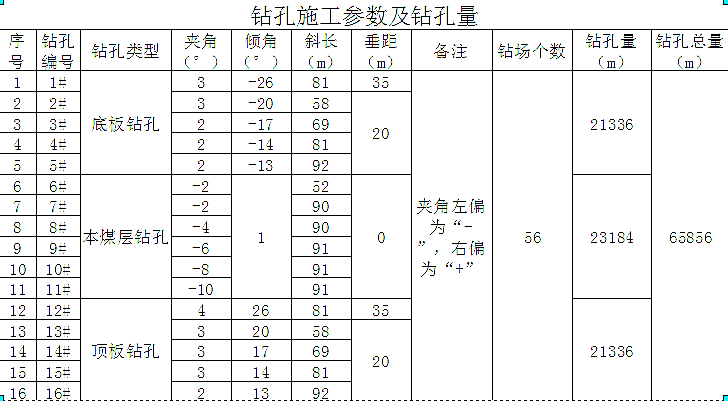 钻孔施工参数及钻孔量
序号 钻孔编号 钻孔类型 夹角(°) 倾角(°) 斜长(m) 垂距(m) 备注 钻场个数 钻孔量(m) 钻孔总量(m)
1 1# 底板钻孔 3 -26 81 35 夹角左偏为“-”，右偏为“+” 56 21336 65856
2 2# 3 -20 58 20
3 3# 2 -17 69
4 4# 2 -14 81
5 5# 2 -13 92
6 6# 本煤层钻孔 -2 1 52 0 23184
7 7# -2 90
8 8# -4 90
9 9# -6 91
10 10# -8 91
11 11# -10 91
12 12# 顶板钻孔 4 26 81 35 21336
13 13# 3 20 58 20
14 14# 3 17 69
15 15# 3 14 81
16 16# 2 13 92